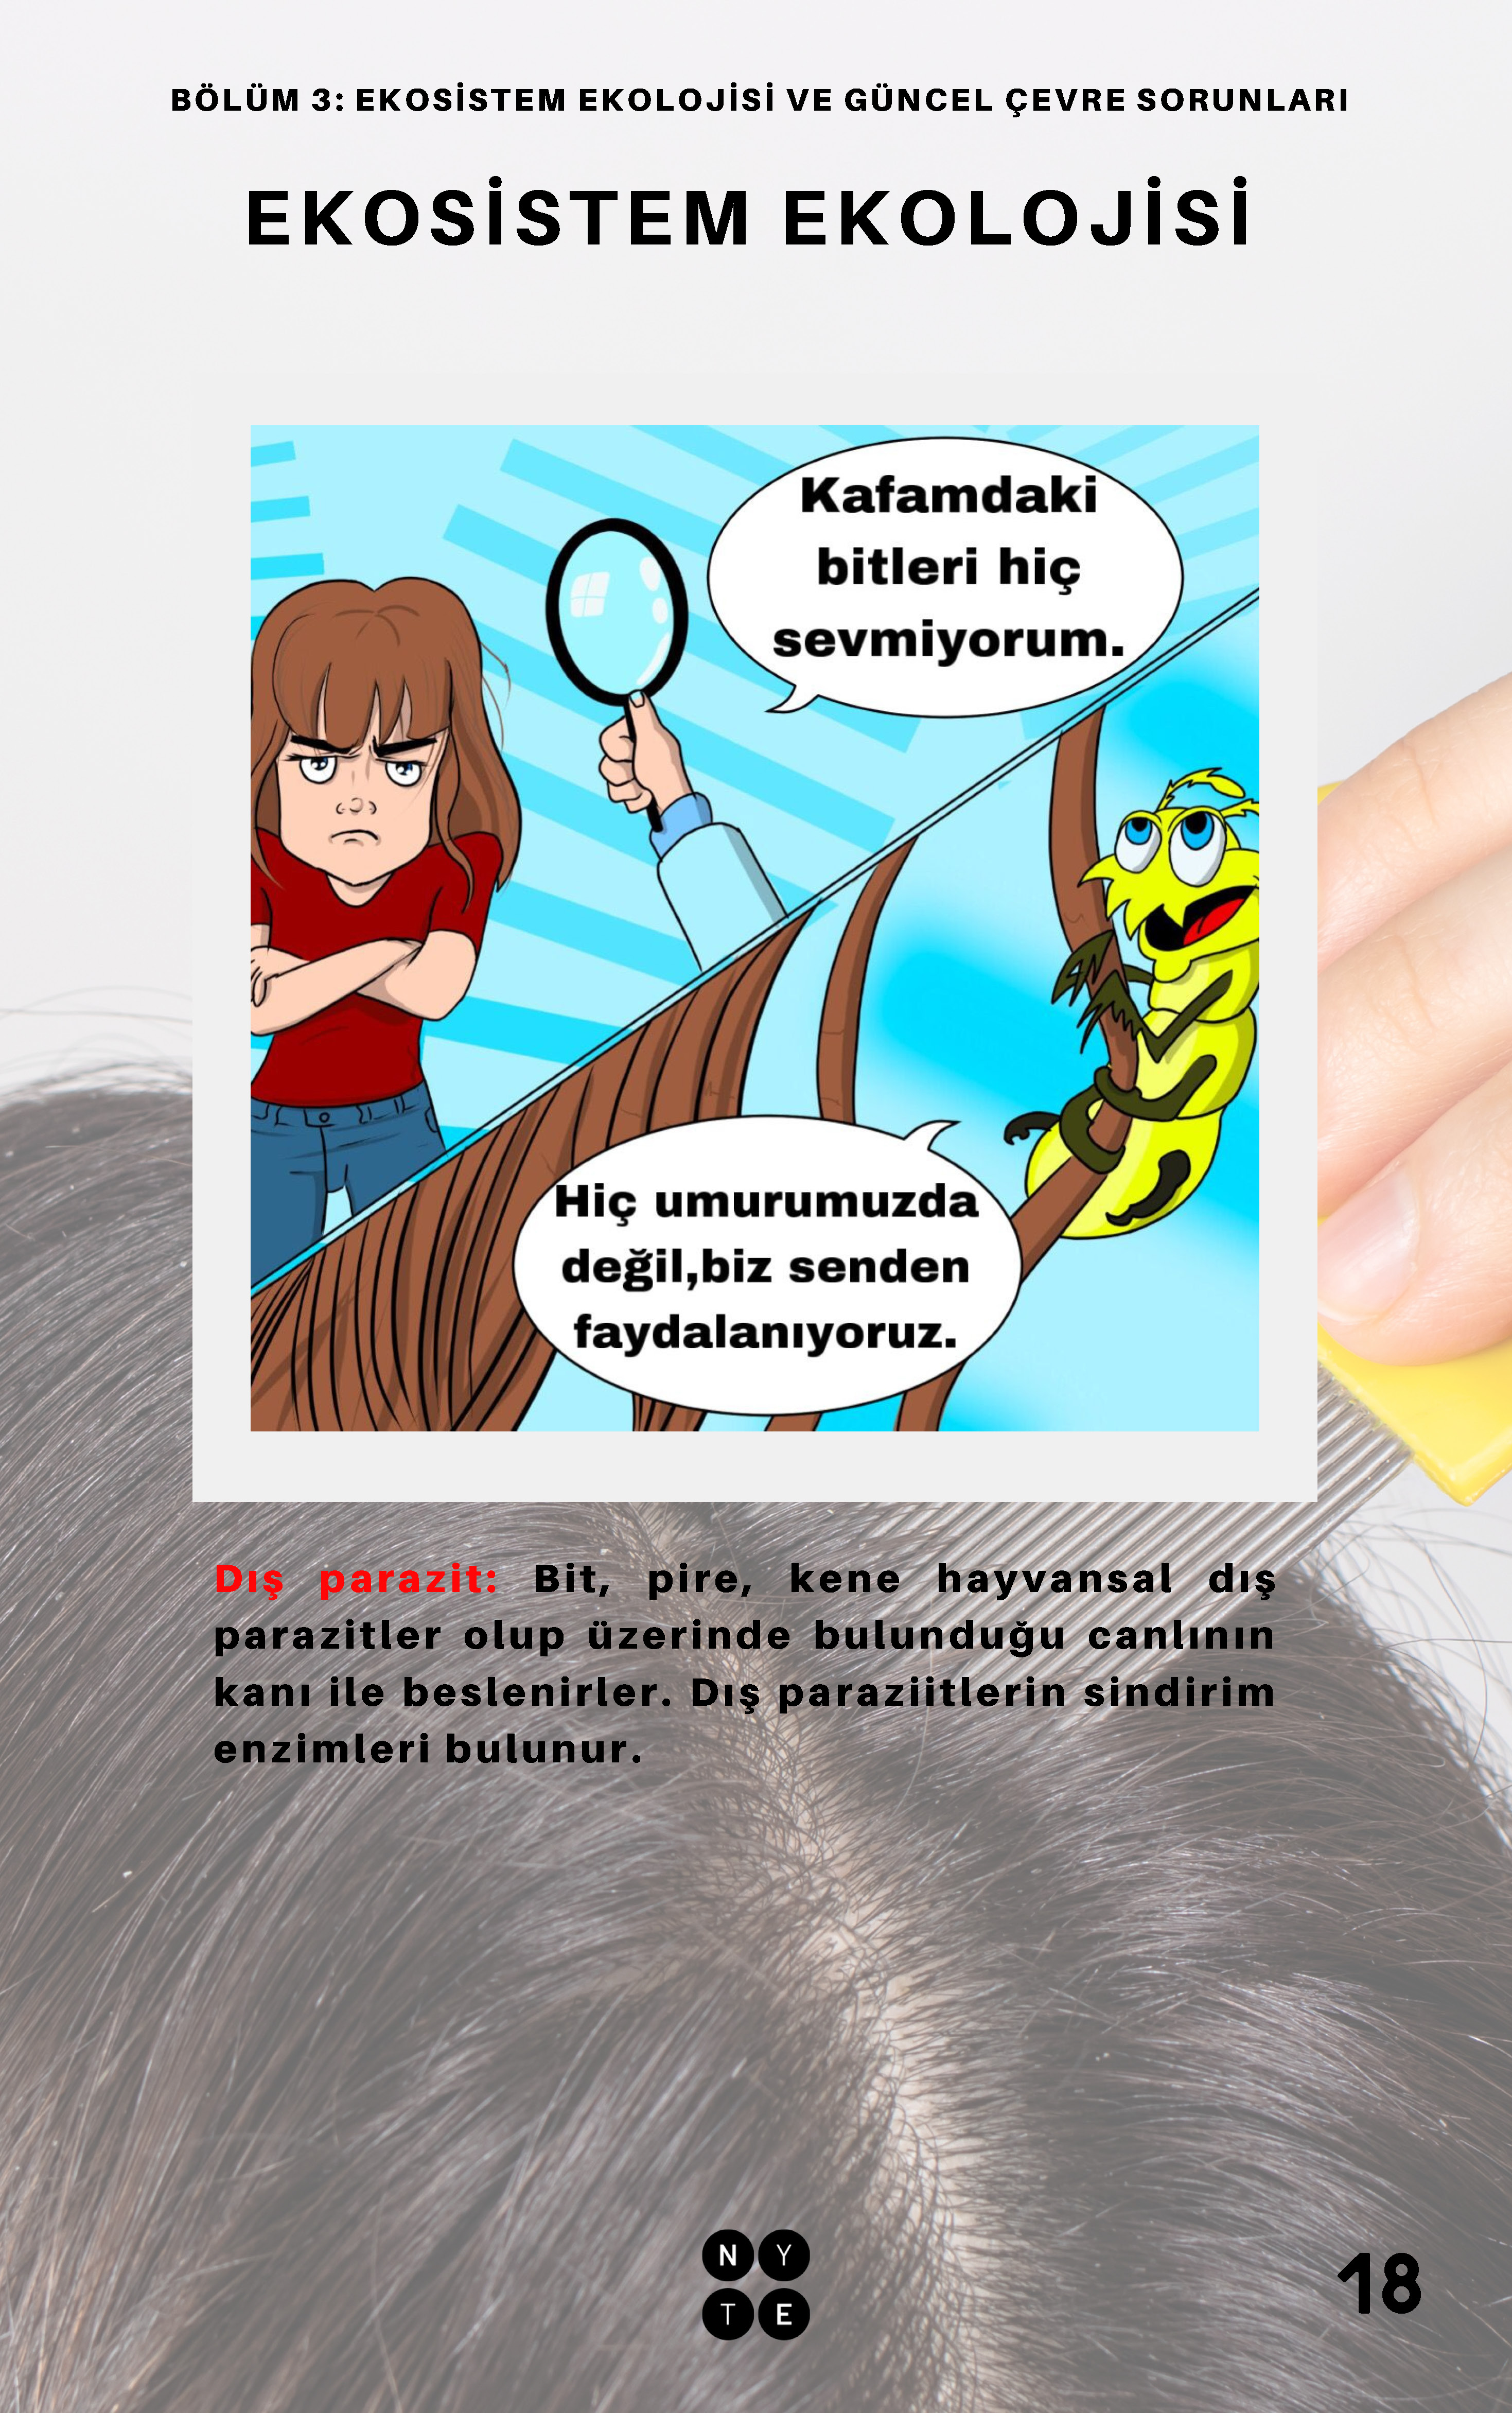 BÖLÜM 3: EKOSİSTEM EKOLOJİSİ VE GÜNCEL ÇEVRE SORUNLARI
EKOSİSTEM EKOLOJİSİ
Kafamdaki
bitleri hiç
sevmiyorum.
Hiç umurumuzda
değil,biz senden
faydalanıyoruz.
Dış parazit: Bit, pire, kene hayvansal dış
parazitler olup üzerinde bulunduğu canlının
kanı ile beslenirler. Dış paraziitlerin sindirim
enzimleri bulunur.
N Y
T E
18